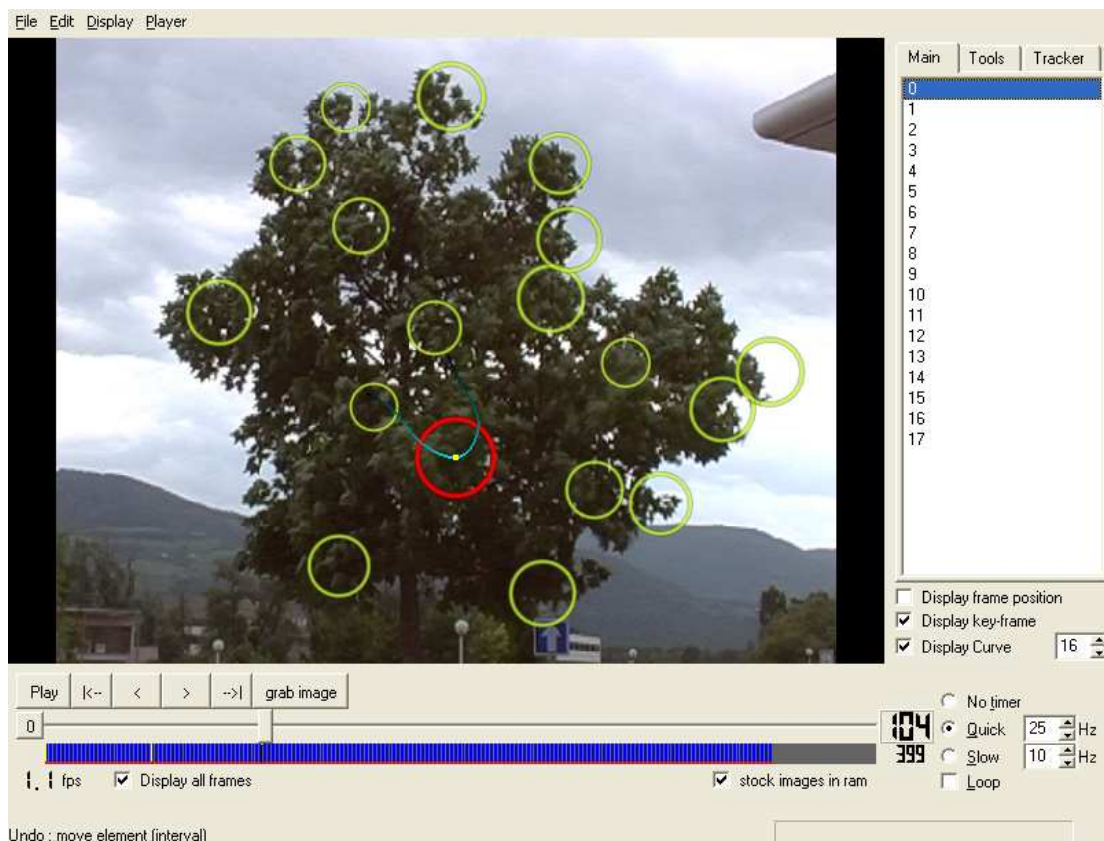 File Edit Display Player
Main Tools Tracker
0
1
2
3
4
5
6
7
8
9
10
11
12
13
14
15
16
17
Display frame position
Display key-frame
Display Curve 16
Play |<-- < > -->| grab image
0
104
399
No timer
Quick 25 Hz
Slow 10 Hz
Loop
1.1 fps Display all frames stock images in ram
Undo : move element (interval)